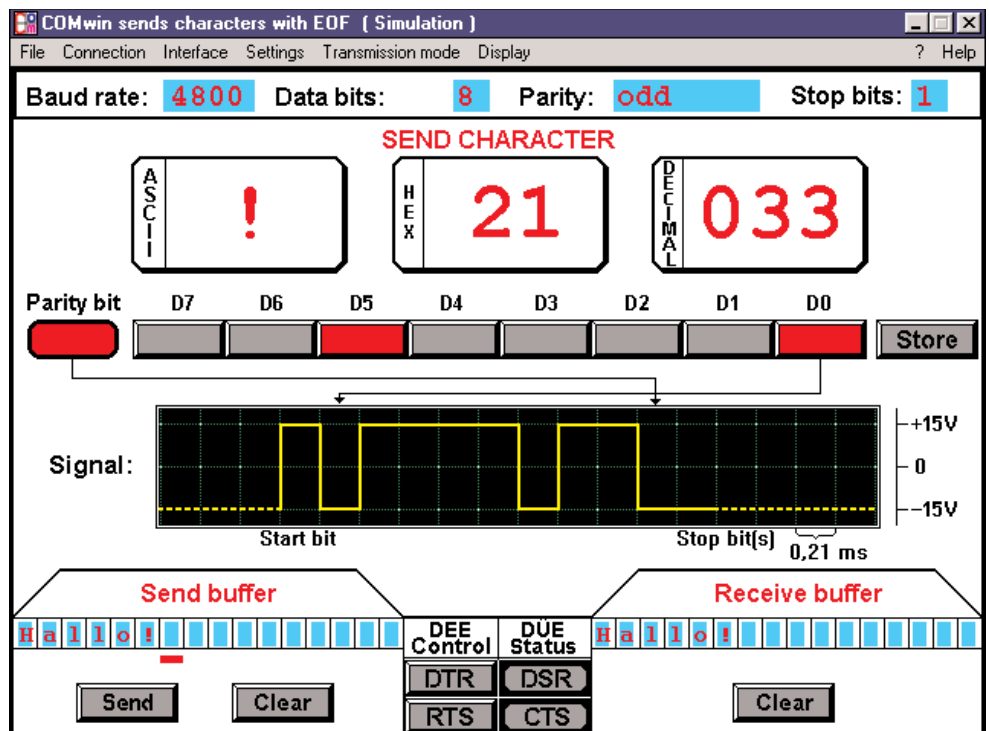 COMwin sends characters with EOF ( Simulation )
File Connection Interface Settings Transmission mode Display ? Help
Baud rate: 4800 Data bits: 8 Parity: odd Stop bits: 1
SEND CHARACTER
ASCII ! HEX 21 DECIMAL 033
Parity bit D7 D6 D5 D4 D3 D2 D1 D0
Store
+15V
Signal: 0
-15V
Start bit Stop bit(s) 0,21 ms
Send buffer Receive buffer
Hallo! DEE Control DÜE Status Hallo!
DTR DSR
Send Clear Clear
RTS CTS